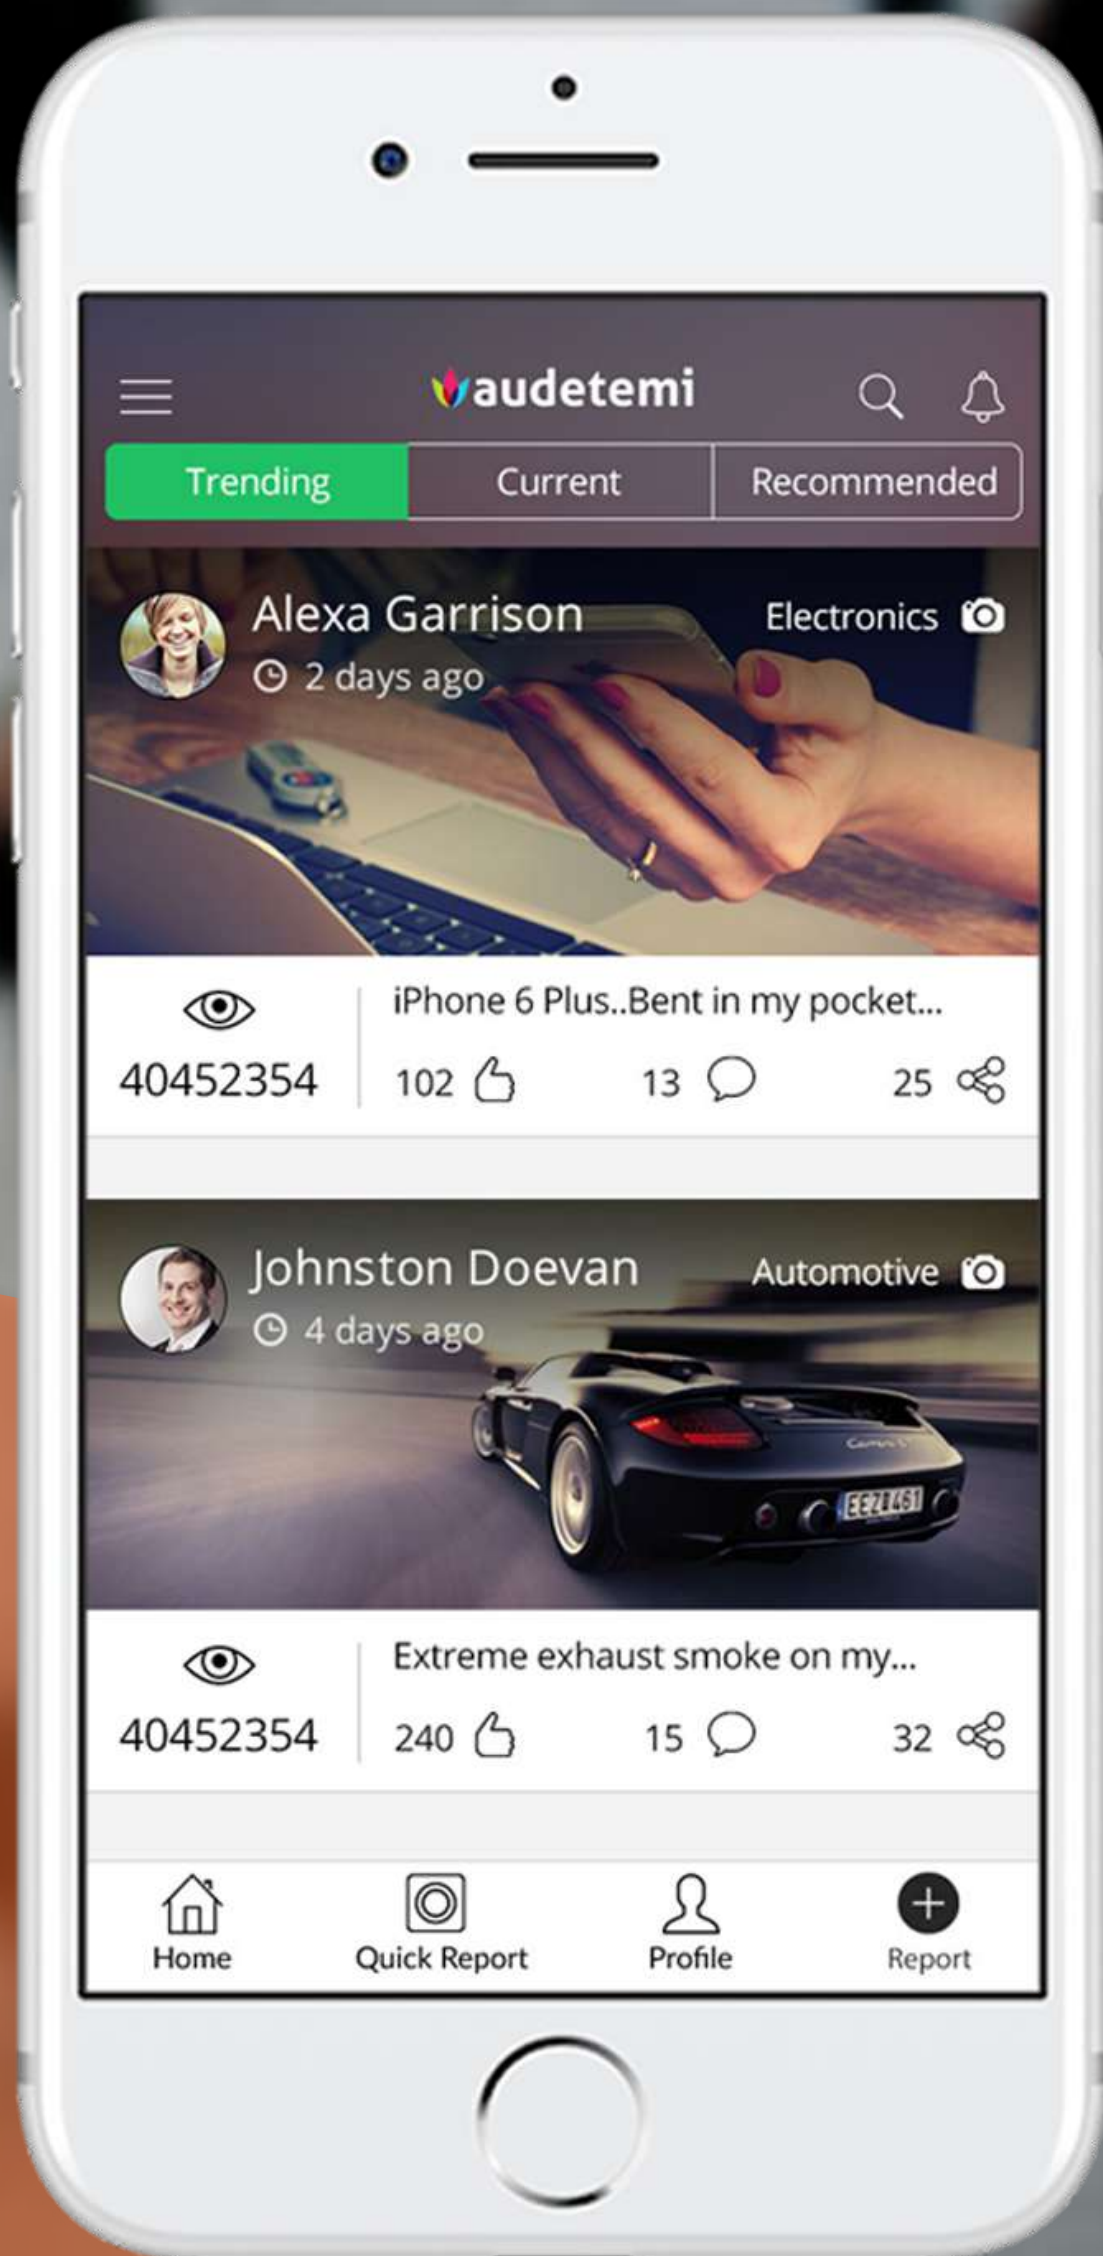 audetemi
Trending Current Recommended
Alexa Garrison Electronics
2 days ago
iPhone 6 Plus..Bent in my pocket...
40452354 102 13 25
Johnston Doevan Automotive
4 days ago
Extreme exhaust smoke on my...
40452354 240 15 32
Home Quick Report Profile Report